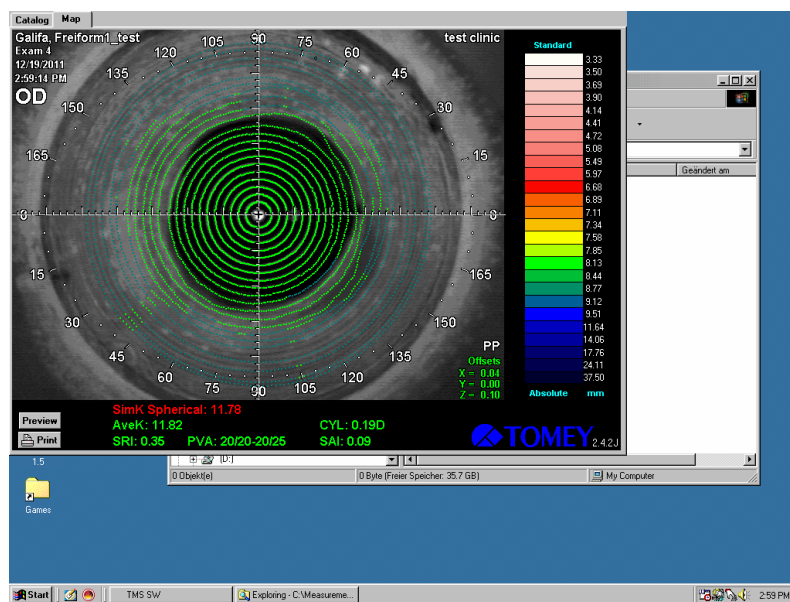 Catalog Map
Galifa, Freiform1_test
Exam 4
12/19/2011
2:59:14 PM
OD
test clinic
105 90 75
120 60
135 45
150 30
165 15
0 0
15 165
30 150
45 135
60 120
75 90 105
PP
Offsets
X = 0.04
Y = 0.00
Z = 0.10
Standard
3.33
3.50
3.69
3.90
4.14
4.41
4.72
5.08
5.49
5.97
6.68
6.89
7.11
7.34
7.58
7.85
8.13
8.44
8.77
9.12
9.51
11.64
14.06
17.76
24.11
37.50
Absolute mm
Geändert am
SimK Spherical: 11.78
AveK: 11.82 CYL: 0.19D
SRI: 0.35 PVA: 20/20-20/25 SAI: 0.09
Preview
Print
TOMEY 2.4.2J
1.5
(D:)
0 Objekt(e) 0 Byte (Freier Speicher: 35.7 GB) My Computer
Games
Start TMS SW Exploring - C:\Measureme... 2:59 PM